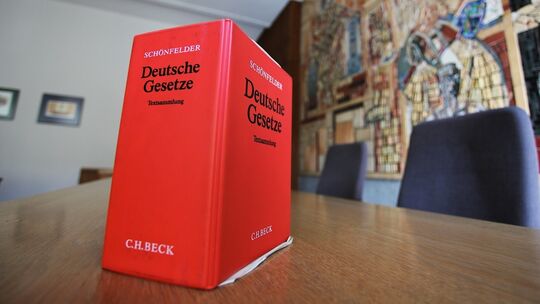 SCHÖNFELDER
Deutsche
Gesetze
Textsammlung
C.H.BECK
SCHÖNFELDER
Deutsche
Gesetze
Textsammlung
C.H.BECK